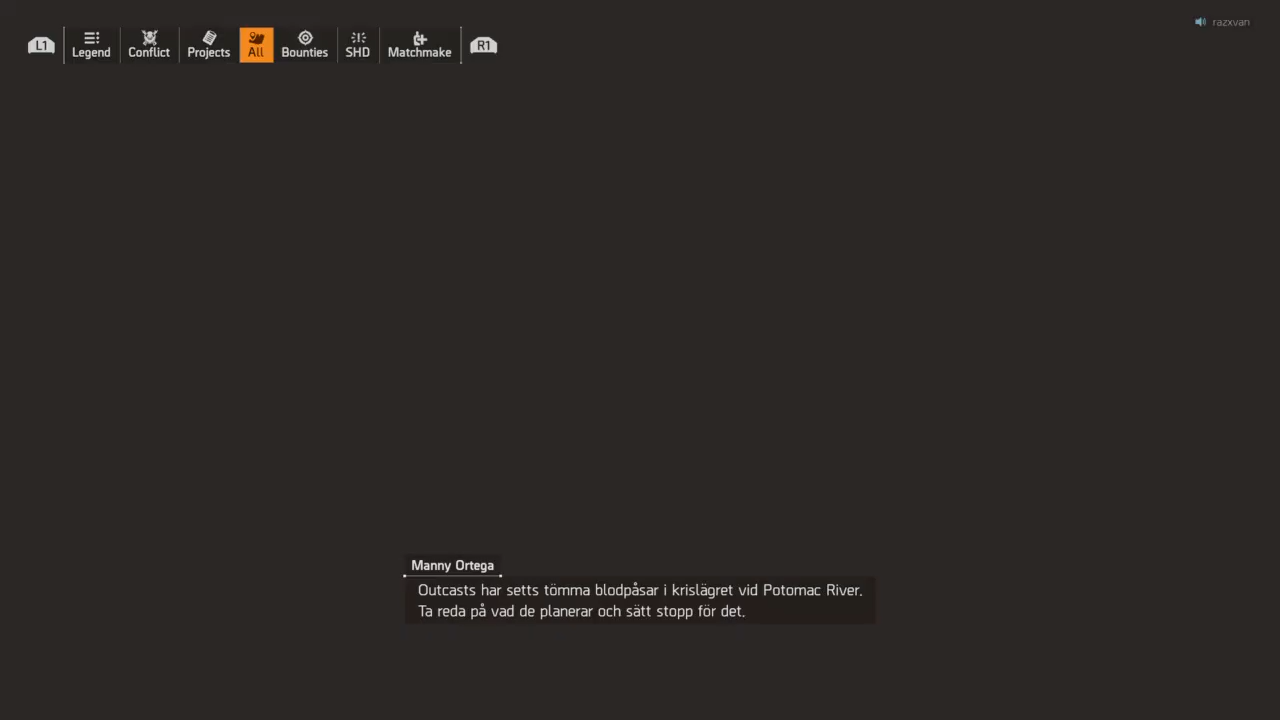 razxvan
L1 Legend Conflict Projects All Bounties SHD Matchmake R1
Manny Ortega
Outcasts har setts tömma blodpåsar i krislägret vid Potomac River.
Ta reda på vad de planerar och sätt stopp för det.